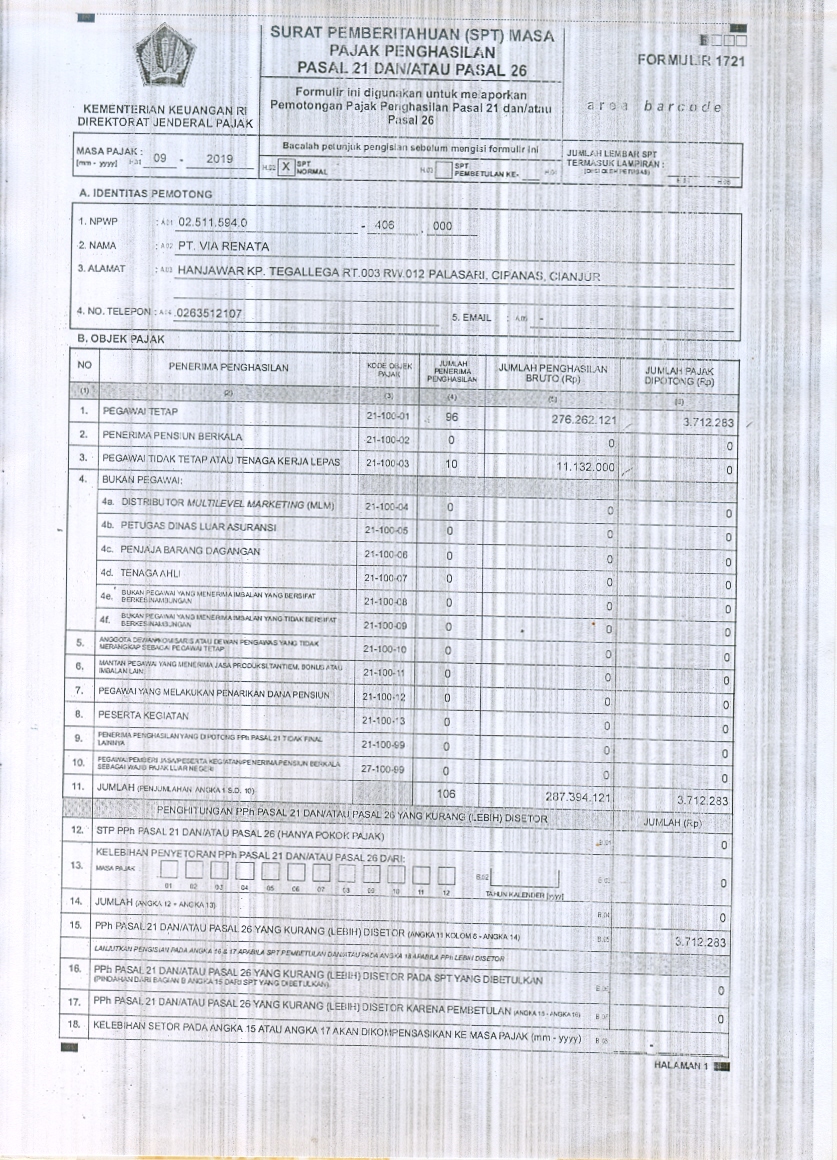 SURAT PEMBERITAHUAN (SPT) MASA
PAJAK PENGHASILAN
PASAL 21 DAN/ATAU PASAL 26
FORMULIR 1721
Formulir ini digunakan untuk melaporkan
Pemotongan Pajak Penghasilan Pasal 21 dan/atau
Pasal 26
area barcode
KEMENTERIAN KEUANGAN RI
DIREKTORAT JENDERAL PAJAK
MASA PAJAK :
[mm - yyyy] H.01 09 - 2019
Bacalah petunjuk pengisian sebelum mengisi formulir ini
H.02 X SPT NORMAL H.03 SPT PEMBETULAN KE- H.04
JUMLAH LEMBAR SPT
TERMASUK LAMPIRAN :
(DIISI OLEH PETUGAS)
A. IDENTITAS PEMOTONG
1. NPWP : A.01 02.511.594.0 - 406 . 000
2. NAMA : A.02 PT. VIA RENATA
3. ALAMAT : A.03 HANJAWAR KP. TEGALLEGA RT.003 RW.012 PALASARI, CIPANAS, CIANJUR
4. NO. TELEPON : A.04 0263512107 5. EMAIL : A.05 -
B. OBJEK PAJAK
NO PENERIMA PENGHASILAN KODE OBJEK PAJAK JUMLAH PENERIMA PENGHASILAN JUMLAH PENGHASILAN BRUTO (Rp) JUMLAH PAJAK DIPOTONG (Rp)
(1) (2) (3) (4) (5) (6)
1. PEGAWAI TETAP 21-100-01 96 276.262.121 3.712.283
2. PENERIMA PENSIUN BERKALA 21-100-02 0 0 0
3. PEGAWAI TIDAK TETAP ATAU TENAGA KERJA LEPAS 21-100-03 10 11.132.000 0
4. BUKAN PEGAWAI:
4a. DISTRIBUTOR MULTILEVEL MARKETING (MLM) 21-100-04 0 0 0
4b. PETUGAS DINAS LUAR ASURANSI 21-100-05 0 0 0
4c. PENJAJA BARANG DAGANGAN 21-100-06 0 0 0
4d. TENAGA AHLI 21-100-07 0 0 0
4e. BUKAN PEGAWAI YANG MENERIMA IMBALAN YANG BERSIFAT BERKESINAMBUNGAN 21-100-08 0 0 0
4f. BUKAN PEGAWAI YANG MENERIMA IMBALAN YANG TIDAK BERSIFAT BERKESINAMBUNGAN 21-100-09 0 0 0
5. ANGGOTA DEWAN KOMISARIS ATAU DEWAN PENGAWAS YANG TIDAK MERANGKAP SEBAGAI PEGAWAI TETAP 21-100-10 0 0 0
6. MANTAN PEGAWAI YANG MENERIMA JASA PRODUKSI, TANTIEM, BONUS ATAU IMBALAN LAIN 21-100-11 0 0 0
7. PEGAWAI YANG MELAKUKAN PENARIKAN DANA PENSIUN 21-100-12 0 0 0
8. PESERTA KEGIATAN 21-100-13 0 0 0
9. PENERIMA PENGHASILAN YANG DIPOTONG PPh PASAL 21 TIDAK FINAL LAINNYA 21-100-99 0 0 0
10. PEGAWAI/PEMBERI JASA/PESERTA KEGIATAN/PENERIMA PENSIUN BERKALA SEBAGAI WAJIB PAJAK LUAR NEGERI 27-100-99 0 0 0
11. JUMLAH (PENJUMLAHAN ANGKA 1 S.D. 10) 106 287.394.121 3.712.283
PENGHITUNGAN PPh PASAL 21 DAN/ATAU PASAL 26 YANG KURANG (LEBIH) DISETOR JUMLAH (Rp)
12. STP PPh PASAL 21 DAN/ATAU PASAL 26 (HANYA POKOK PAJAK) B.01 0
13. KELEBIHAN PENYETORAN PPh PASAL 21 DAN/ATAU PASAL 26 DARI:
MASA PAJAK B.02 B.03 0
01 02 03 04 05 06 07 08 09 10 11 12 TAHUN KALENDER [yyyy]
14. JUMLAH (ANGKA 12 + ANGKA 13) B.04 0
15. PPh PASAL 21 DAN/ATAU PASAL 26 YANG KURANG (LEBIH) DISETOR (ANGKA 11 KOLOM 6 - ANGKA 14) B.05 3.712.283
LANJUTKAN PENGISIAN PADA ANGKA 16 & 17 APABILA SPT PEMBETULAN DAN/ATAU PADA ANGKA 18 APABILA PPh LEBIH DISETOR
16. PPh PASAL 21 DAN/ATAU PASAL 26 YANG KURANG (LEBIH) DISETOR PADA SPT YANG DIBETULKAN
(PINDAHAN DARI BAGIAN B ANGKA 15 DARI SPT YANG DIBETULKAN) B.06 0
17. PPh PASAL 21 DAN/ATAU PASAL 26 YANG KURANG (LEBIH) DISETOR KARENA PEMBETULAN (ANGKA 15 - ANGKA 16) B.07 0
18. KELEBIHAN SETOR PADA ANGKA 15 ATAU ANGKA 17 AKAN DIKOMPENSASIKAN KE MASA PAJAK (mm - yyyy) B.08 -
HALAMAN 1